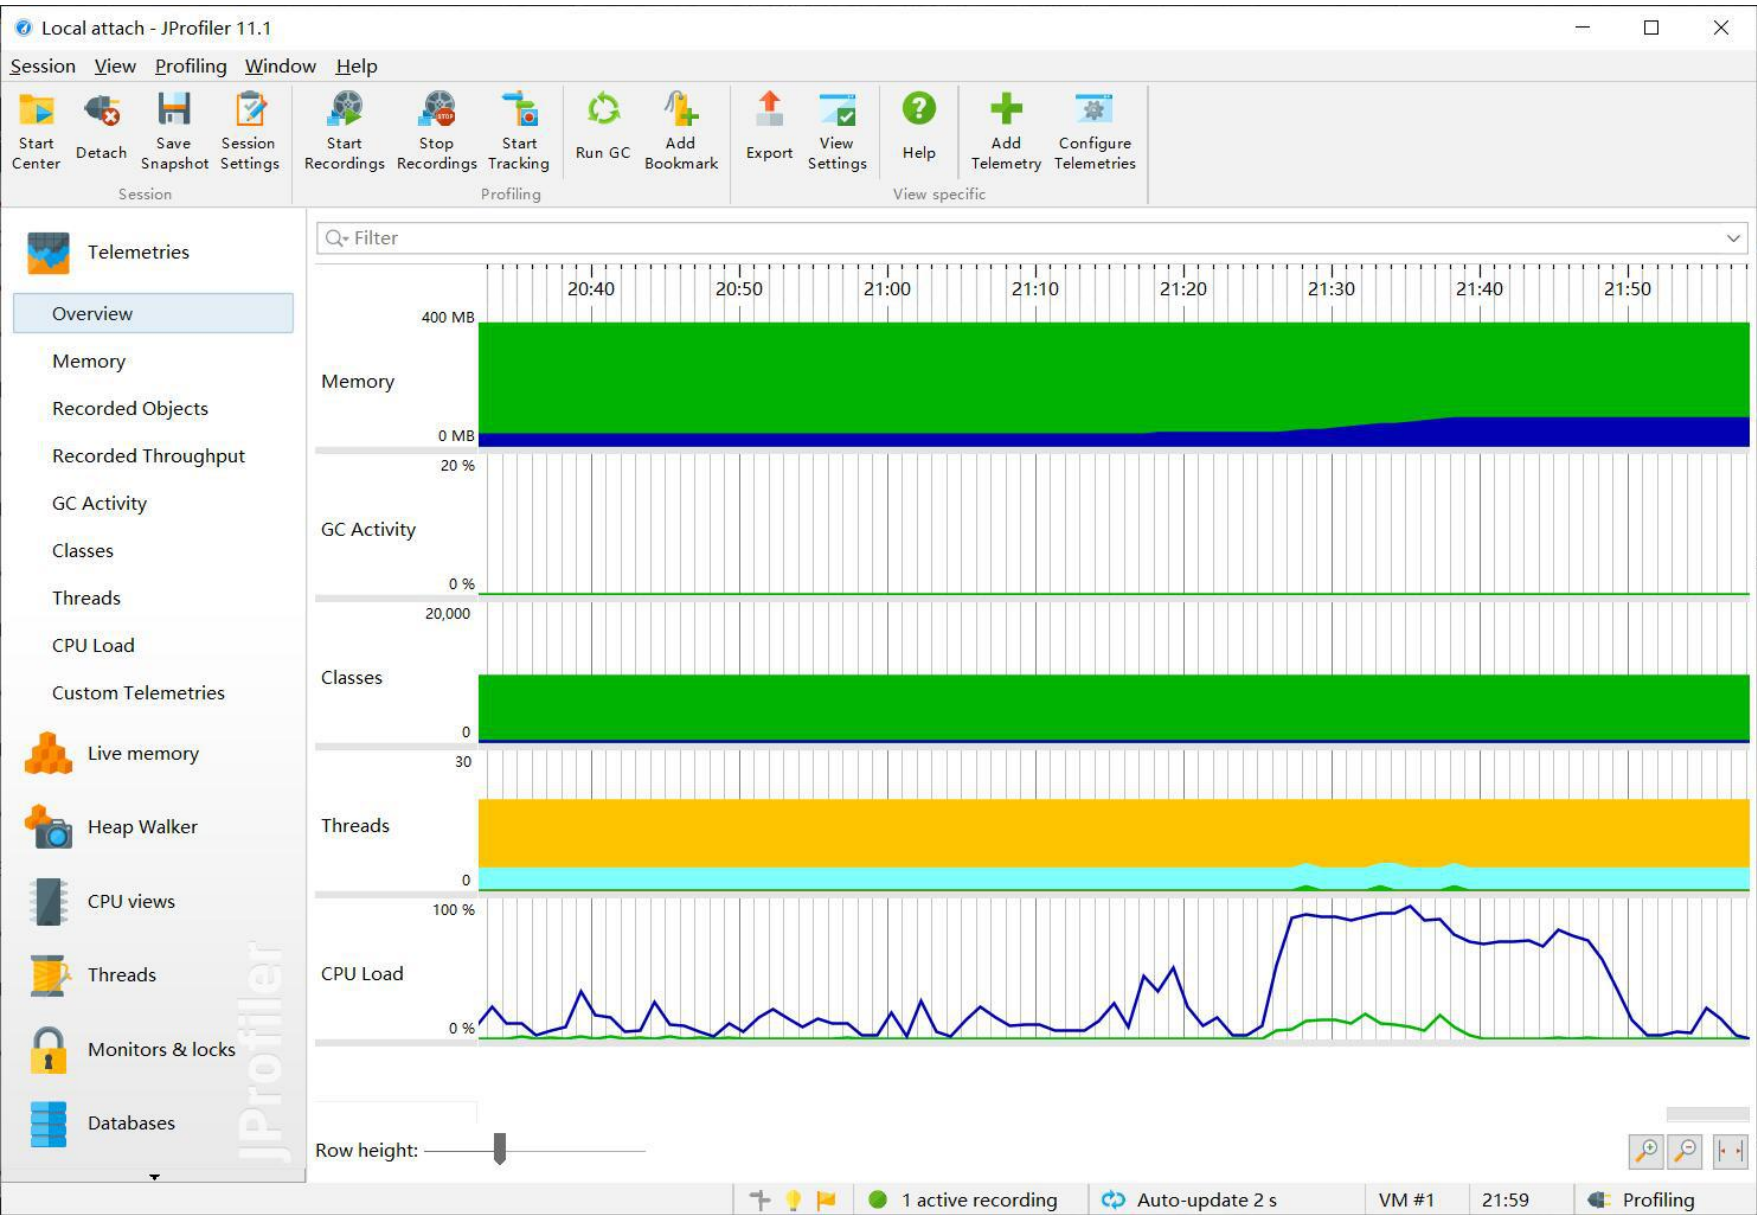 Local attach - JProfiler 11.1
Session View Profiling Window Help
Start Center
Detach
Save Snapshot
Session Settings
Start Recordings
Stop Recordings
Start Tracking
Run GC
Add Bookmark
Export
View Settings
Help
Add Telemetry
Configure Telemetries
Session
Profiling
View specific
Telemetries
Overview
Memory
Recorded Objects
Recorded Throughput
GC Activity
Classes
Threads
CPU Load
Custom Telemetries
Live memory
Heap Walker
CPU views
Threads
Monitors & locks
Databases
JProfiler
Filter
20:40 20:50 21:00 21:10 21:20 21:30 21:40 21:50
400 MB
Memory
0 MB
20 %
GC Activity
0 %
20,000
Classes
0
30
Threads
0
100 %
CPU Load
0 %
Row height:
1 active recording
Auto-update 2 s
VM #1
21:59
Profiling